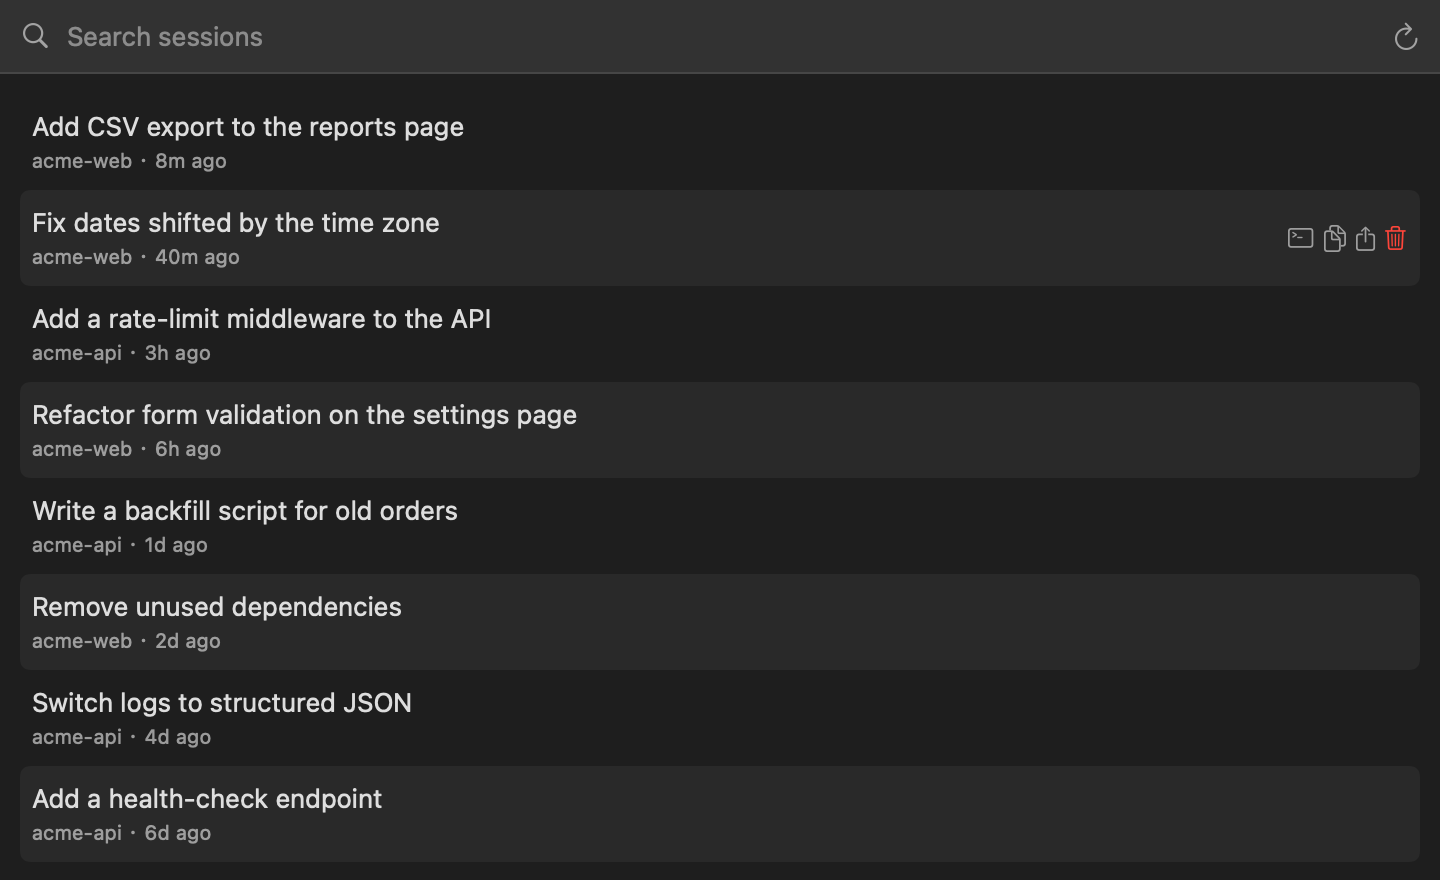 Search sessions
Add CSV export to the reports page
acme-web · 8m ago
Fix dates shifted by the time zone
acme-web · 40m ago
Add a rate-limit middleware to the API
acme-api · 3h ago
Refactor form validation on the settings page
acme-web · 6h ago
Write a backfill script for old orders
acme-api · 1d ago
Remove unused dependencies
acme-web · 2d ago
Switch logs to structured JSON
acme-api · 4d ago
Add a health-check endpoint
acme-api · 6d ago